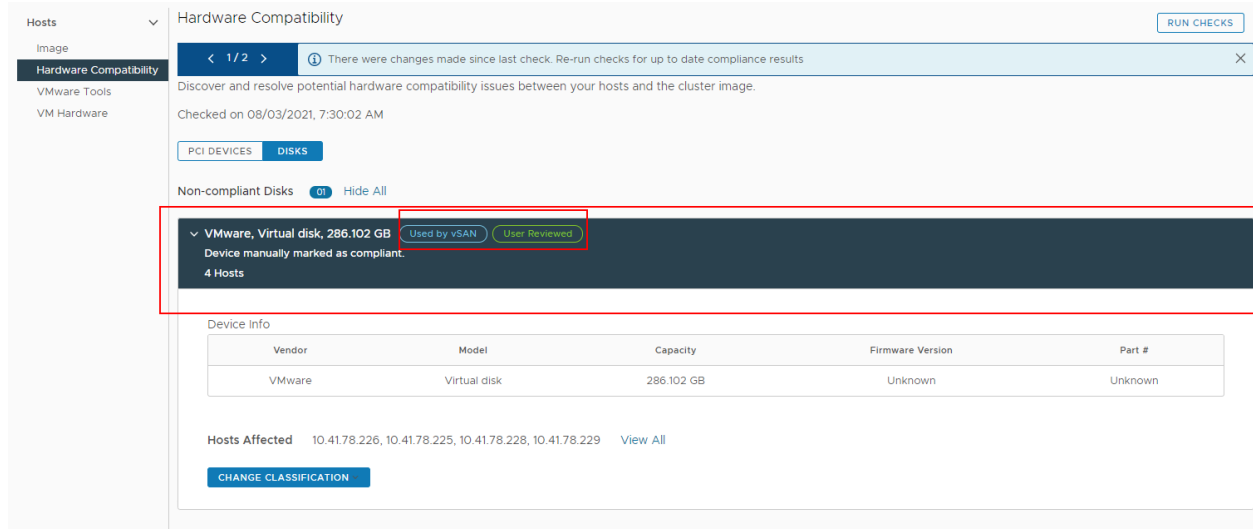 Hosts
Image
Hardware Compatibility
VMware Tools
VM Hardware
Hardware Compatibility
RUN CHECKS
1 / 2
There were changes made since last check. Re-run checks for up to date compliance results
Discover and resolve potential hardware compatibility issues between your hosts and the cluster image.
Checked on 08/03/2021, 7:30:02 AM
PCI DEVICES DISKS
Non-compliant Disks 01 Hide All
VMware, Virtual disk, 286.102 GB Used by vSAN User Reviewed
Device manually marked as compliant.
4 Hosts
Device Info
Vendor Model Capacity Firmware Version Part #
VMware Virtual disk 286.102 GB Unknown Unknown
Hosts Affected 10.41.78.226, 10.41.78.225, 10.41.78.228, 10.41.78.229 View All
CHANGE CLASSIFICATION